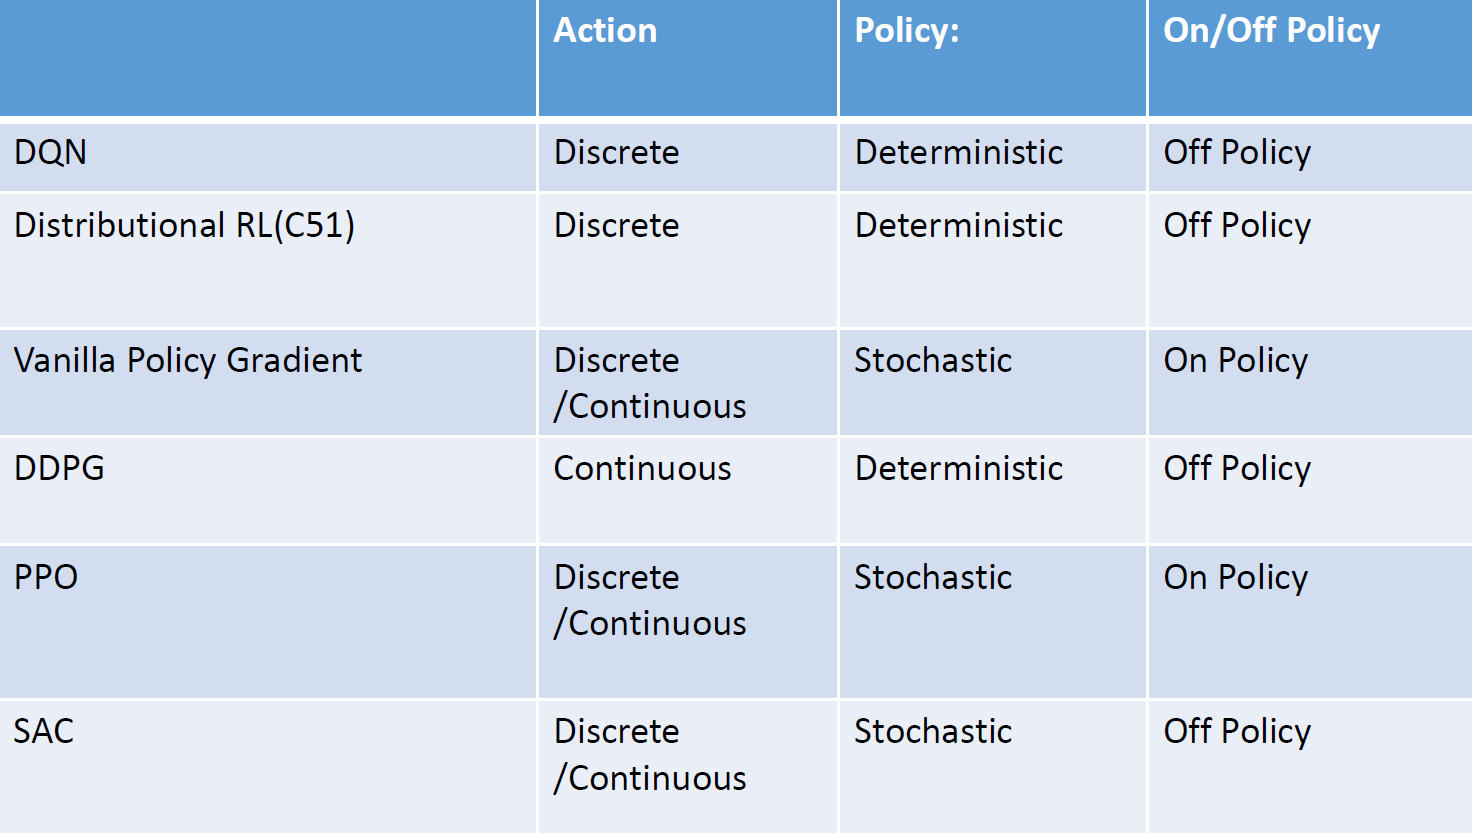 Action Policy: On/Off Policy
DQN Discrete Deterministic Off Policy
Distributional RL(C51) Discrete Deterministic Off Policy
Vanilla Policy Gradient Discrete Stochastic On Policy
/Continuous
DDPG Continuous Deterministic Off Policy
PPO Discrete Stochastic On Policy
/Continuous
SAC Discrete Stochastic Off Policy
/Continuous